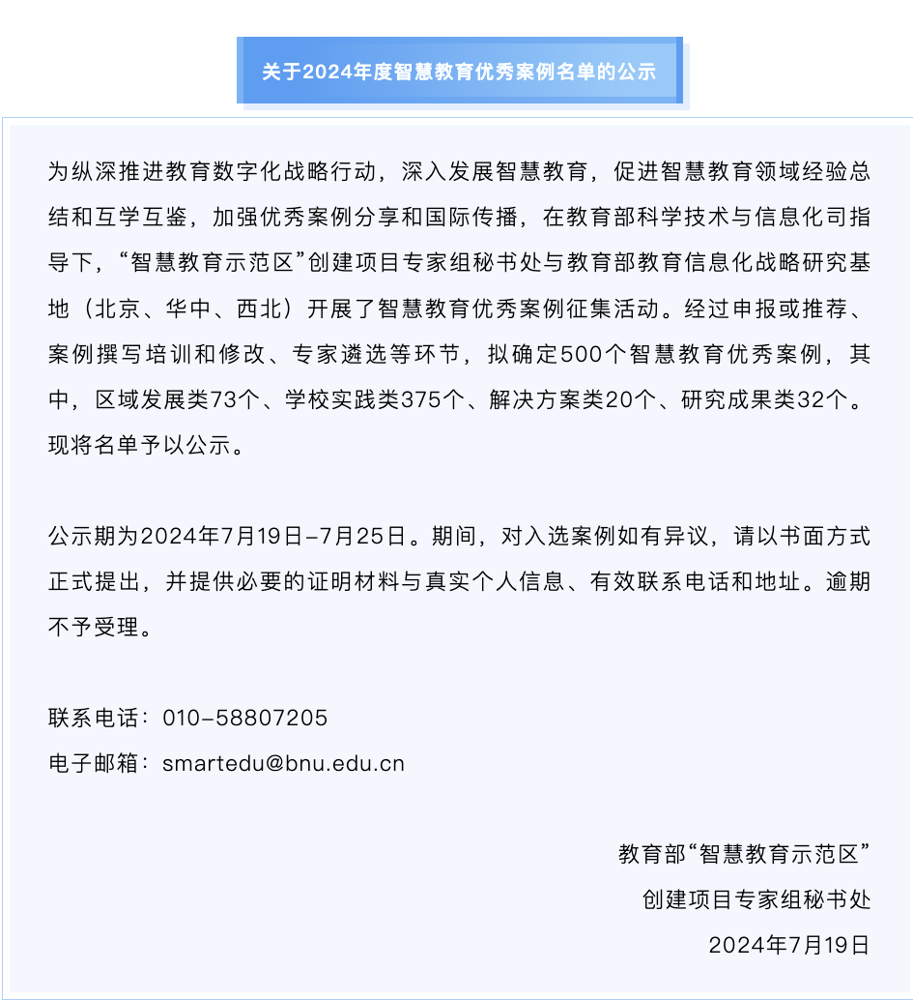 关于2024年度智慧教育优秀案例名单的公示
为纵深推进教育数字化战略行动，深入发展智慧教育，促进智慧教育领域经验总
结和互学互鉴，加强优秀案例分享和国际传播，在教育部科学技术与信息化司指
导下，“智慧教育示范区”创建项目专家组秘书处与教育部教育信息化战略研究基
地（北京、华中、西北）开展了智慧教育优秀案例征集活动。经过申报或推荐、
案例撰写培训和修改、专家遴选等环节，拟确定500个智慧教育优秀案例，其
中，区域发展类73个、学校实践类375个、解决方案类20个、研究成果类32个。
现将名单予以公示。
公示期为2024年7月19日–7月25日。期间，对入选案例如有异议，请以书面方式
正式提出，并提供必要的证明材料与真实个人信息、有效联系电话和地址。逾期
不予受理。
联系电话：010–58807205
电子邮箱：smartedu@bnu.edu.cn
教育部“智慧教育示范区”
创建项目专家组秘书处
2024年7月19日